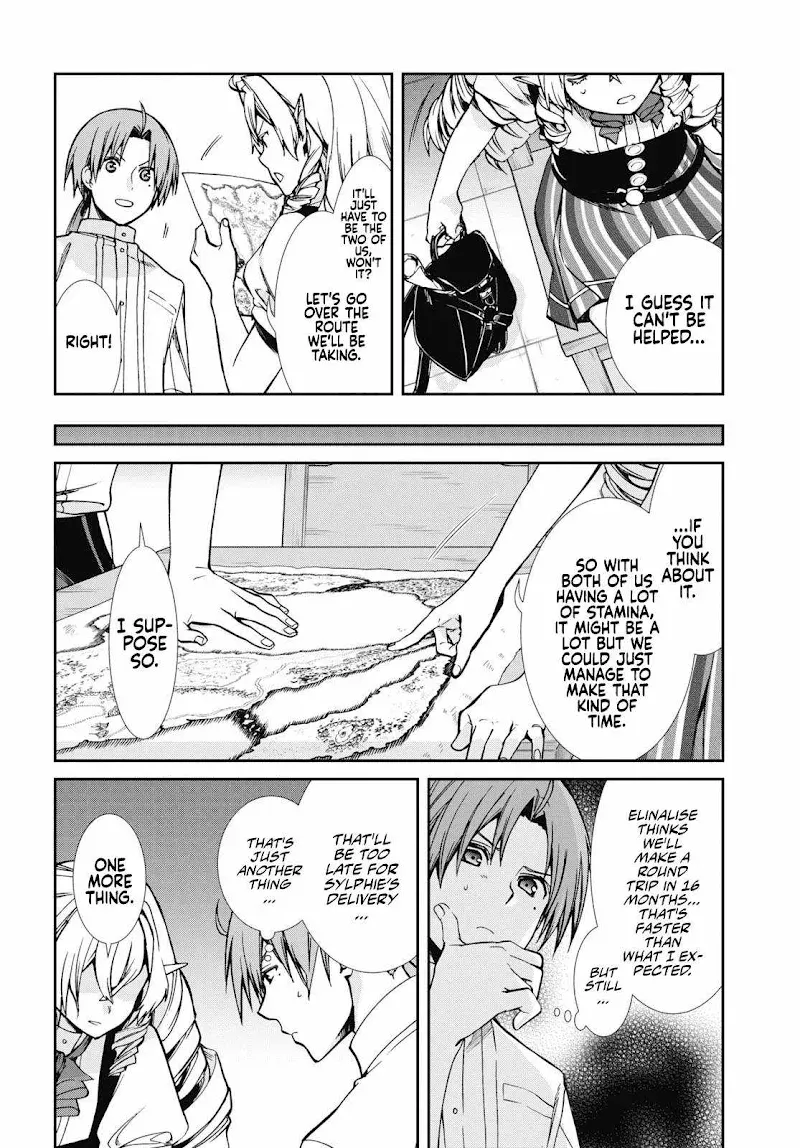 I GUESS IT
CAN'T BE
HELPED...
IT'LL
JUST
HAVE TO
BE THE
TWO OF
US,
WON'T
IT?
LET'S GO
OVER
THE
ROUTE
WE'LL
BE
TAKING.
RIGHT!
...IF
YOU
THINK
ABOUT
IT.
SO WITH
BOTH OF US
HAVING A LOT
OF STAMINA,
IT MIGHT BE A
LOT BUT WE
COULD JUST
MANAGE TO
MAKE THAT
KIND OF
TIME.
I SUP-
POSE
SO.
ELINALISE
THINKS
WE'LL
MAKE A
ROUND
TRIP IN 16
MONTHS...
THAT'S
FASTER
THAN
WHAT I EX-
PECTED.
BUT
STILL
...
THAT'LL
BE TOO
LATE FOR
SYLPHIE'S
DELIVERY
...
THAT'S
JUST
ANOTHER
THING
...
ONE
MORE
THING.